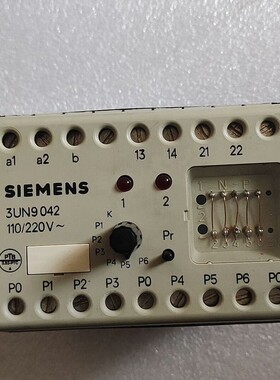 a1 a2 b 13 14 21 22
SIEMENS
3UN9 042
110/220V~
1 2
K
P1
P2
P3
P4
P5
P6
Pr
PTB
P0 P1 P2 P3 P4 P0 P5 P6 P0